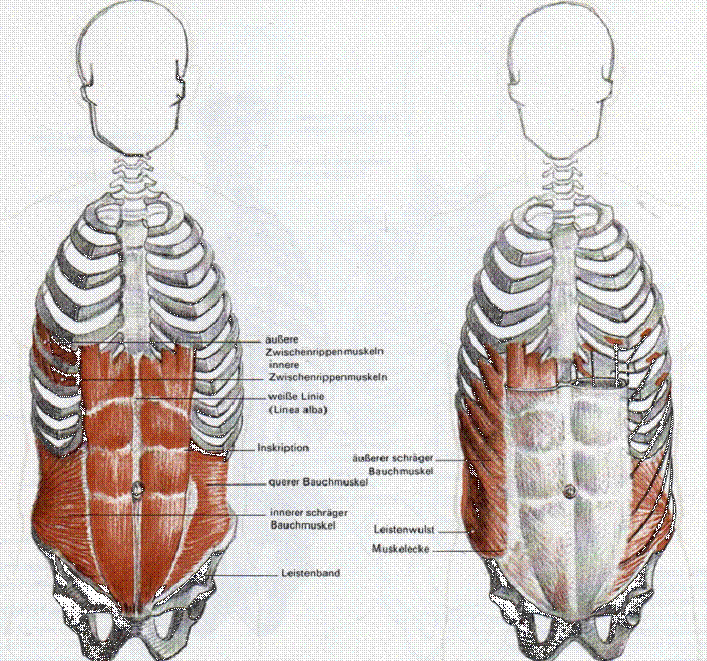 äußere
Zwischenrippenmuskeln
innere
Zwischenrippenmuskeln
weiße Linie
(Linea alba)
Inskription
querer Bauchmuskel
innerer schräger
Bauchmuskel
Leistenband
äußerer schräger
Bauchmuskel
Leistenwulst
Muskelecke